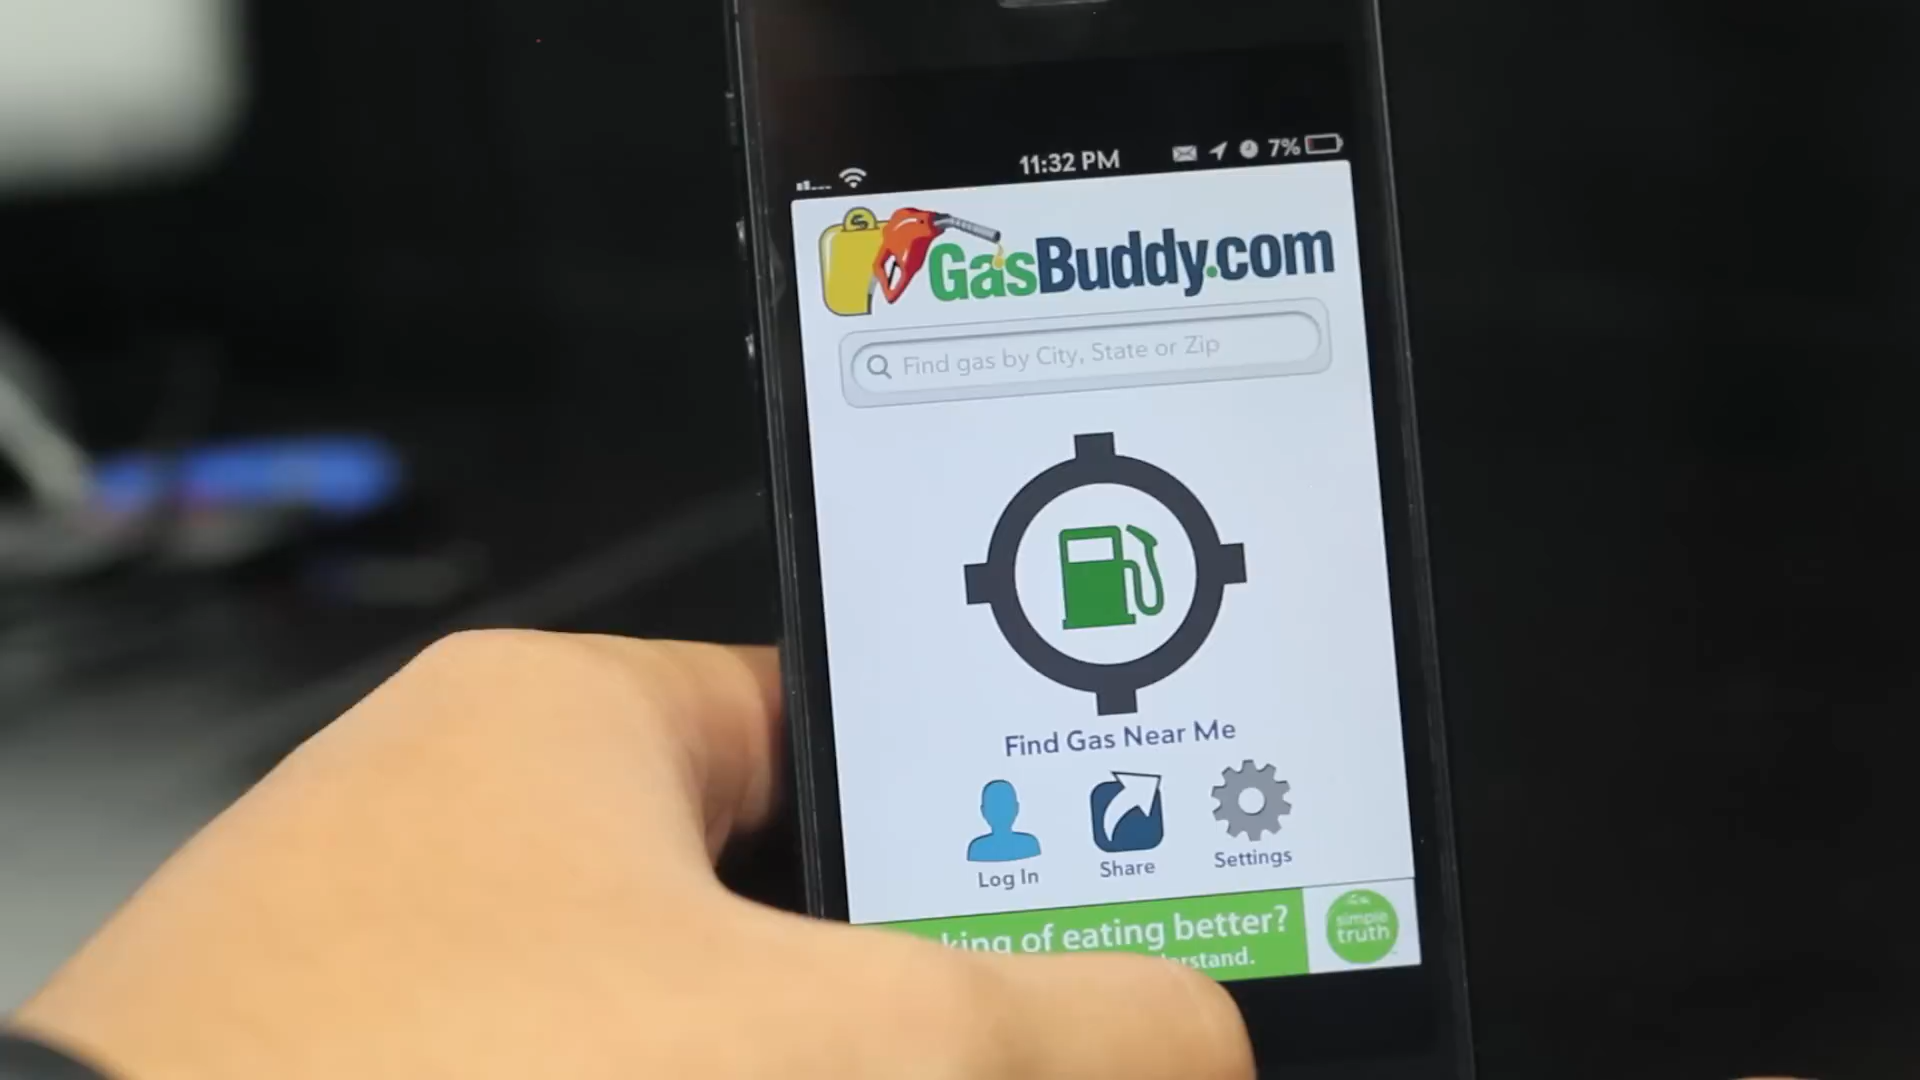 11:32 PM
7%
GasBuddy.com
Find gas by City, State or Zip
Find Gas Near Me
Log In
Share
Settings
king of eating better?
erstand.
simple
truth